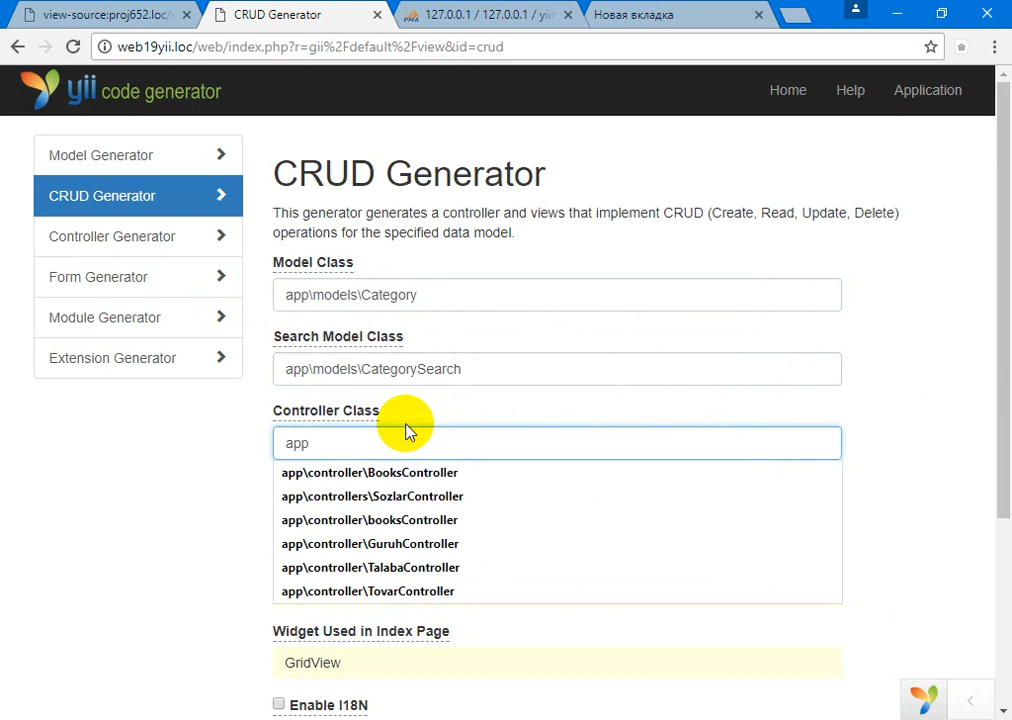 view-source:proj652.loc/
CRUD Generator
127.0.0.1 / 127.0.0.1 / yii
Новая вкладка
web19yii.loc/web/index.php?r=gii%2Fdefault%2Fview&id=crud
yii code generator
Home
Help
Application
Model Generator
CRUD Generator
Controller Generator
Form Generator
Module Generator
Extension Generator
CRUD Generator
This generator generates a controller and views that implement CRUD (Create, Read, Update, Delete)
operations for the specified data model.
Model Class
app\models\Category
Search Model Class
app\models\CategorySearch
Controller Class
app
app\controller\BooksController
app\controllers\SozlarController
app\controller\booksController
app\controller\GuruhController
app\controller\TalabaController
app\controller\TovarController
Widget Used in Index Page
GridView
Enable I18N